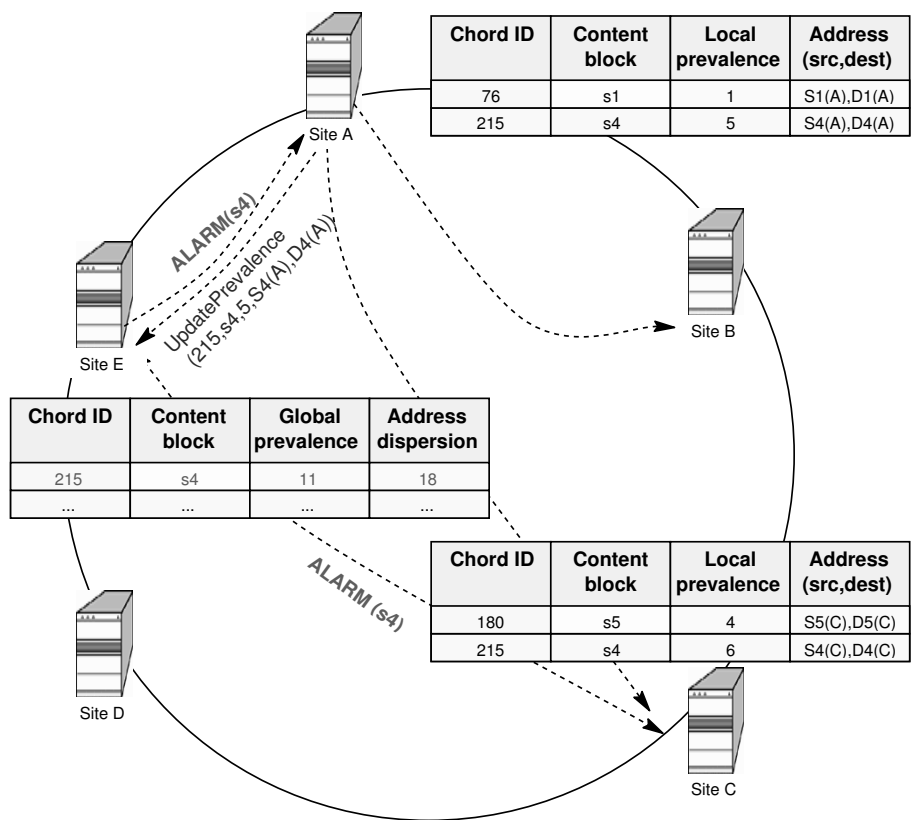 Chord ID Content block Local prevalence Address (src,dest)
76 s1 1 S1(A),D1(A)
215 s4 5 S4(A),D4(A)
Site A
ALARM(s4)
UpdatePrevalence
(215,s4,5,S4(A),D4(A))
Site B
Site E
Chord ID Content block Global prevalence Address dispersion
215 s4 11 18
... ... ... ...
ALARM (s4)
Chord ID Content block Local prevalence Address (src,dest)
180 s5 4 S5(C),D5(C)
215 s4 6 S4(C),D4(C)
Site D
Site C